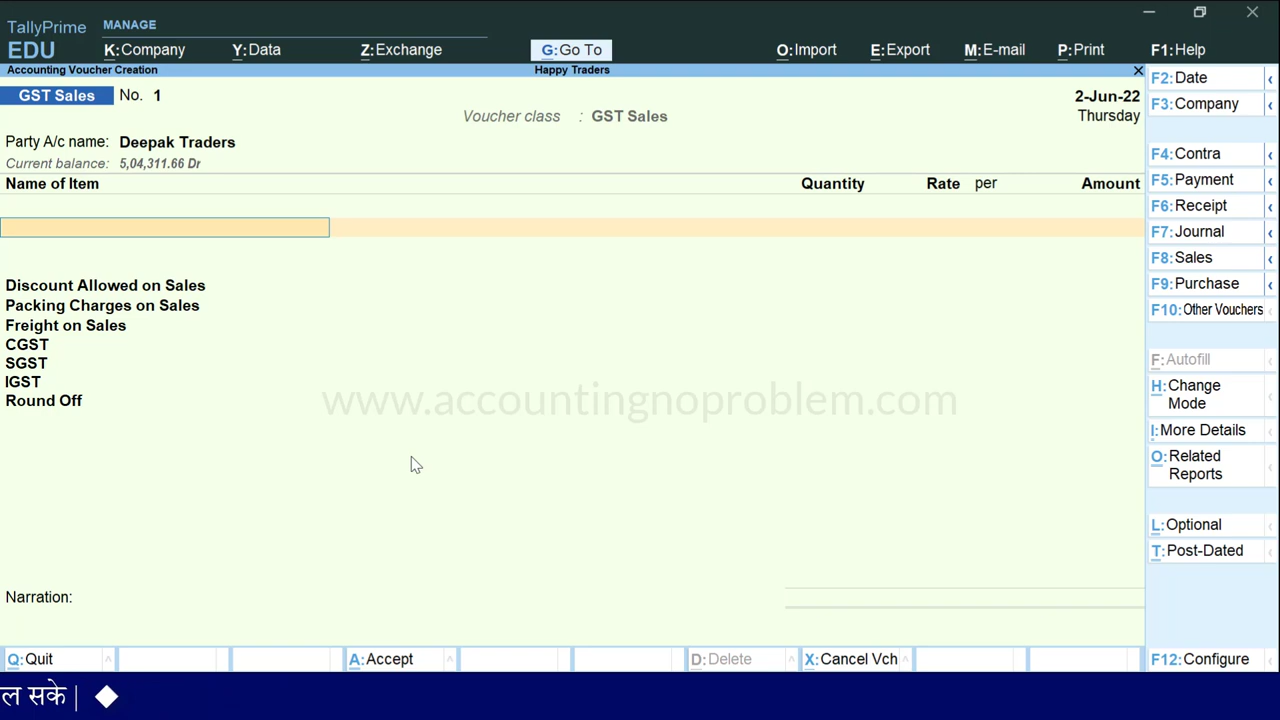 TallyPrime MANAGE
EDU K:Company Y:Data Z:Exchange G:Go To O:Import E:Export M:E-mail P:Print F1:Help
Accounting Voucher Creation Happy Traders
GST Sales No. 1 2-Jun-22
Voucher class : GST Sales Thursday
Party A/c name: Deepak Traders
Current balance: 5,04,311.66 Dr
Name of Item Quantity Rate per Amount
Discount Allowed on Sales
Packing Charges on Sales
Freight on Sales
CGST
SGST
IGST
Round Off
www.accountingnoproblem.com
Narration:
F2:Date
F3:Company
F4:Contra
F5:Payment
F6:Receipt
F7:Journal
F8:Sales
F9:Purchase
F10:Other Vouchers
F:Autofill
H:Change
Mode
I:More Details
O:Related
Reports
L:Optional
T:Post-Dated
Q:Quit A:Accept D:Delete X:Cancel Vch F12:Configure
ल सके |